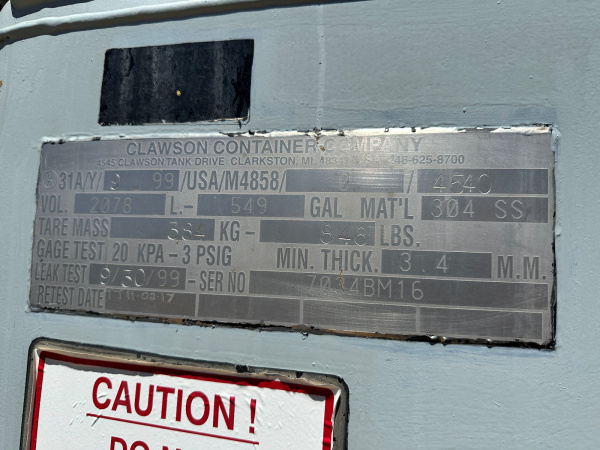 CLAWSON CONTAINER COMPANY
4545 CLAWSON TANK DRIVE, CLARKSTON, MI. 248-625-8700
31A/Y/ 9 99 /USA/M4858/ 0 / 4540
VOL. 2078 L.- 549 GAL MAT'L 304 SS
TARE MASS 384 KG- 846 LBS.
GAGE TEST 20 KPA - 3 PSIG MIN. THICK. 3.4 M.M.
LEAK TEST 9/30/99 - SER NO 7034BM16
RETEST DATE
CAUTION !